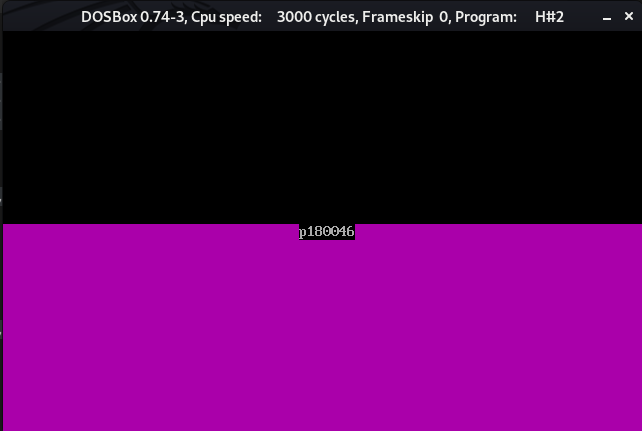 DOSBox 0.74-3, Cpu speed: 3000 cycles, Frameskip 0, Program: H#2
p180046